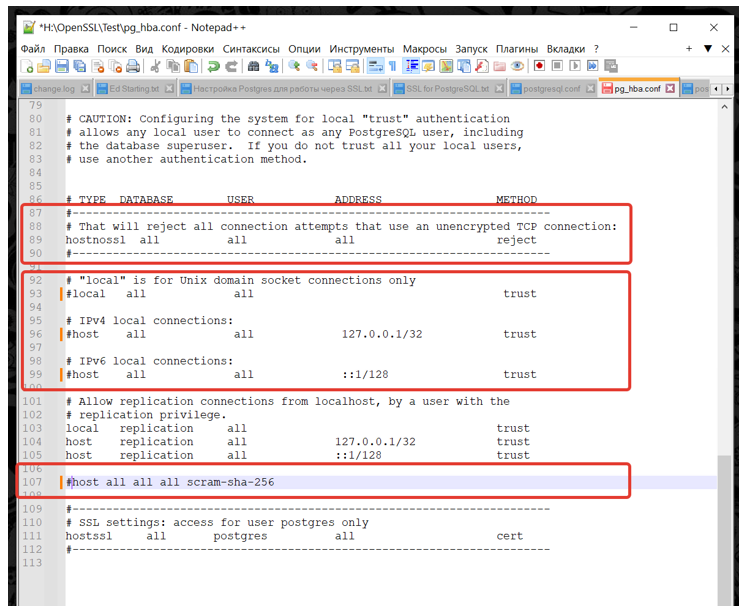 *H:\OpenSSL\Test\pg_hba.conf - Notepad++
Файл Правка Поиск Вид Кодировки Синтаксисы Опции Инструменты Макросы Запуск Плагины Вкладки ?
change.log Ed Starting.txt Настройка Postgres для работы через SSL.txt SSL for PostgreSQL.txt postgresql.conf pg_hba.conf pos
79
80 # CAUTION: Configuring the system for local "trust" authentication
81 # allows any local user to connect as any PostgreSQL user, including
82 # the database superuser. If you do not trust all your local users,
83 # use another authentication method.
84
85
86 # TYPE DATABASE USER ADDRESS METHOD
87 #-----------------------------------------------------------------------
88 # That will reject all connection attempts that use an unencrypted TCP connection:
89 hostnossl all all all reject
90 #-----------------------------------------------------------------------
91
92 # "local" is for Unix domain socket connections only
93 #local all all trust
94
95 # IPv4 local connections:
96 #host all all 127.0.0.1/32 trust
97
98 # IPv6 local connections:
99 #host all all ::1/128 trust
100
101 # Allow replication connections from localhost, by a user with the
102 # replication privilege.
103 local replication all trust
104 host replication all 127.0.0.1/32 trust
105 host replication all ::1/128 trust
106
107 #host all all all scram-sha-256
108
109 #-----------------------------------------------------------------------
110 # SSL settings: access for user postgres only
111 hostssl all postgres all cert
112 #-----------------------------------------------------------------------
113